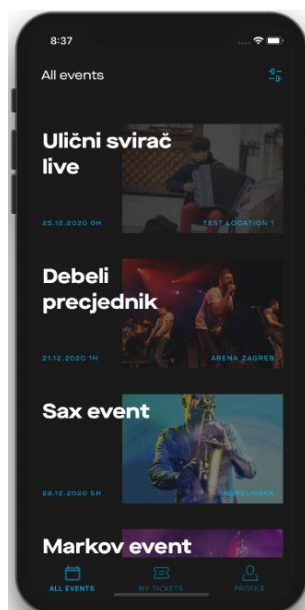 8:37
All events
Ulični svirač
live
25.12.2020 0H
TEST LOCATION 1
Debeli
precjednik
21.12.2020 1H
ARENA ZAGREB
Sax event
28.12.2020 5H
KORDUNSKA
Markov event
ALL EVENTS
MY TICKETS
PROFILE